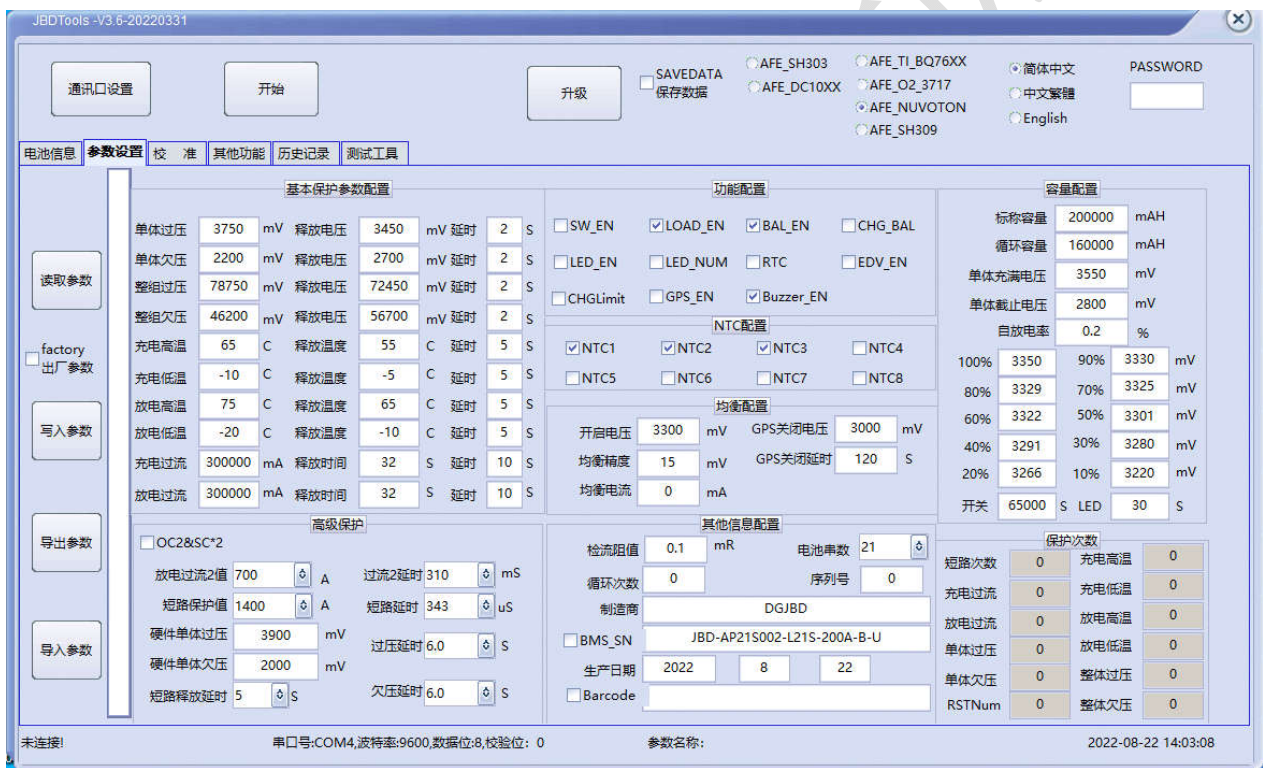 JBDTools -V3.6-20220331
通讯口设置 开始 升级 SAVEDATA 保存数据 AFE_SH303 AFE_DC10XX AFE_TI_BQ76XX AFE_O2_3717 AFE_NUVOTON AFE_SH309 简体中文 中文繁體 English PASSWORD
电池信息 参数设置 校 准 其他功能 历史记录 测试工具
读取参数
factory
出厂参数
写入参数
导出参数
导入参数
基本保护参数配置
单体过压 3750 mV 释放电压 3450 mV 延时 2 S
单体欠压 2200 mV 释放电压 2700 mV 延时 2 S
整组过压 78750 mV 释放电压 72450 mV 延时 2 S
整组欠压 46200 mV 释放电压 56700 mV 延时 2 S
充电高温 65 C 释放温度 55 C 延时 5 S
充电低温 -10 C 释放温度 -5 C 延时 5 S
放电高温 75 C 释放温度 65 C 延时 5 S
放电低温 -20 C 释放温度 -10 C 延时 5 S
充电过流 300000 mA 释放时间 32 S 延时 10 S
放电过流 300000 mA 释放时间 32 S 延时 10 S
高级保护
OC2&SC*2
放电过流2值 700 A 过流2延时 310 mS
短路保护值 1400 A 短路延时 343 uS
硬件单体过压 3900 mV 过压延时 6.0 S
硬件单体欠压 2000 mV
短路释放延时 5 S 欠压延时 6.0 S
功能配置
SW_EN LOAD_EN BAL_EN CHG_BAL
LED_EN LED_NUM RTC EDV_EN
CHGLimit GPS_EN Buzzer_EN
NTC配置
NTC1 NTC2 NTC3 NTC4
NTC5 NTC6 NTC7 NTC8
均衡配置
开启电压 3300 mV GPS关闭电压 3000 mV
均衡精度 15 mV GPS关闭延时 120 S
均衡电流 0 mA
其他信息配置
检流阻值 0.1 mR 电池串数 21
循环次数 0 序列号 0
制造商 DGJBD
BMS_SN JBD-AP21S002-L21S-200A-B-U
生产日期 2022 8 22
Barcode
容量配置
标称容量 200000 mAH
循环容量 160000 mAH
单体充满电压 3550 mV
单体截止电压 2800 mV
自放电率 0.2 %
100% 3350 90% 3330 mV
80% 3329 70% 3325 mV
60% 3322 50% 3301 mV
40% 3291 30% 3280 mV
20% 3266 10% 3220 mV
开关 65000 S LED 30 S
保护次数
短路次数 0 充电高温 0
充电过流 0 充电低温 0
放电过流 0 放电高温 0
单体过压 0 放电低温 0
单体欠压 0 整体过压 0
RSTNum 0 整体欠压 0
未连接! 串口号:COM4,波特率:9600,数据位:8,校验位：0 参数名称： 2022-08-22 14:03:08